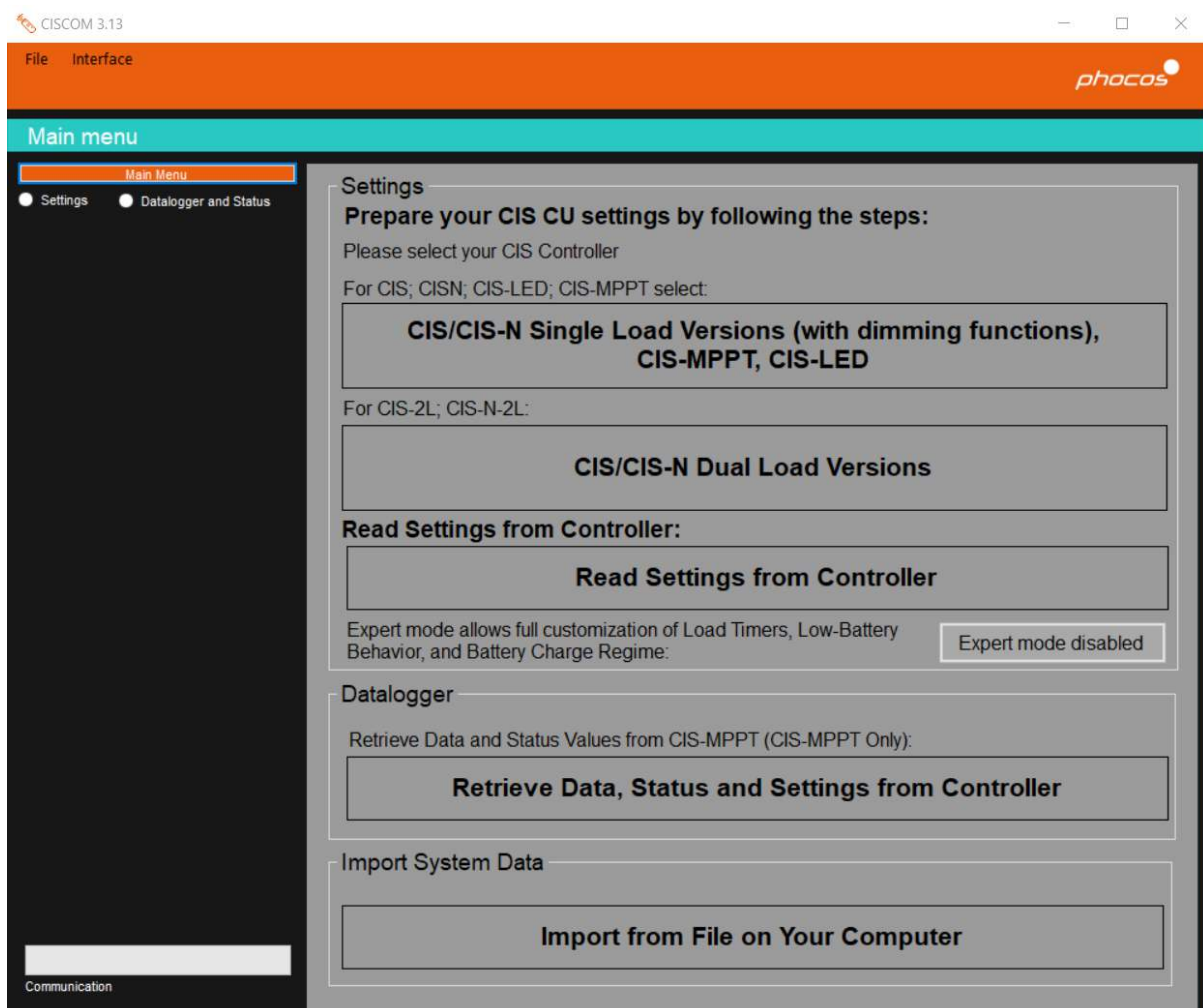 CISCOM 3.13
File Interface
phocos
Main menu
Main Menu
Settings Datalogger and Status
Settings
Prepare your CIS CU settings by following the steps:
Please select your CIS Controller
For CIS; CISN; CIS-LED; CIS-MPPT select:
CIS/CIS-N Single Load Versions (with dimming functions),
CIS-MPPT, CIS-LED
For CIS-2L; CIS-N-2L:
CIS/CIS-N Dual Load Versions
Read Settings from Controller:
Read Settings from Controller
Expert mode allows full customization of Load Timers, Low-Battery
Behavior, and Battery Charge Regime:
Expert mode disabled
Datalogger
Retrieve Data and Status Values from CIS-MPPT (CIS-MPPT Only):
Retrieve Data, Status and Settings from Controller
Import System Data
Import from File on Your Computer
Communication